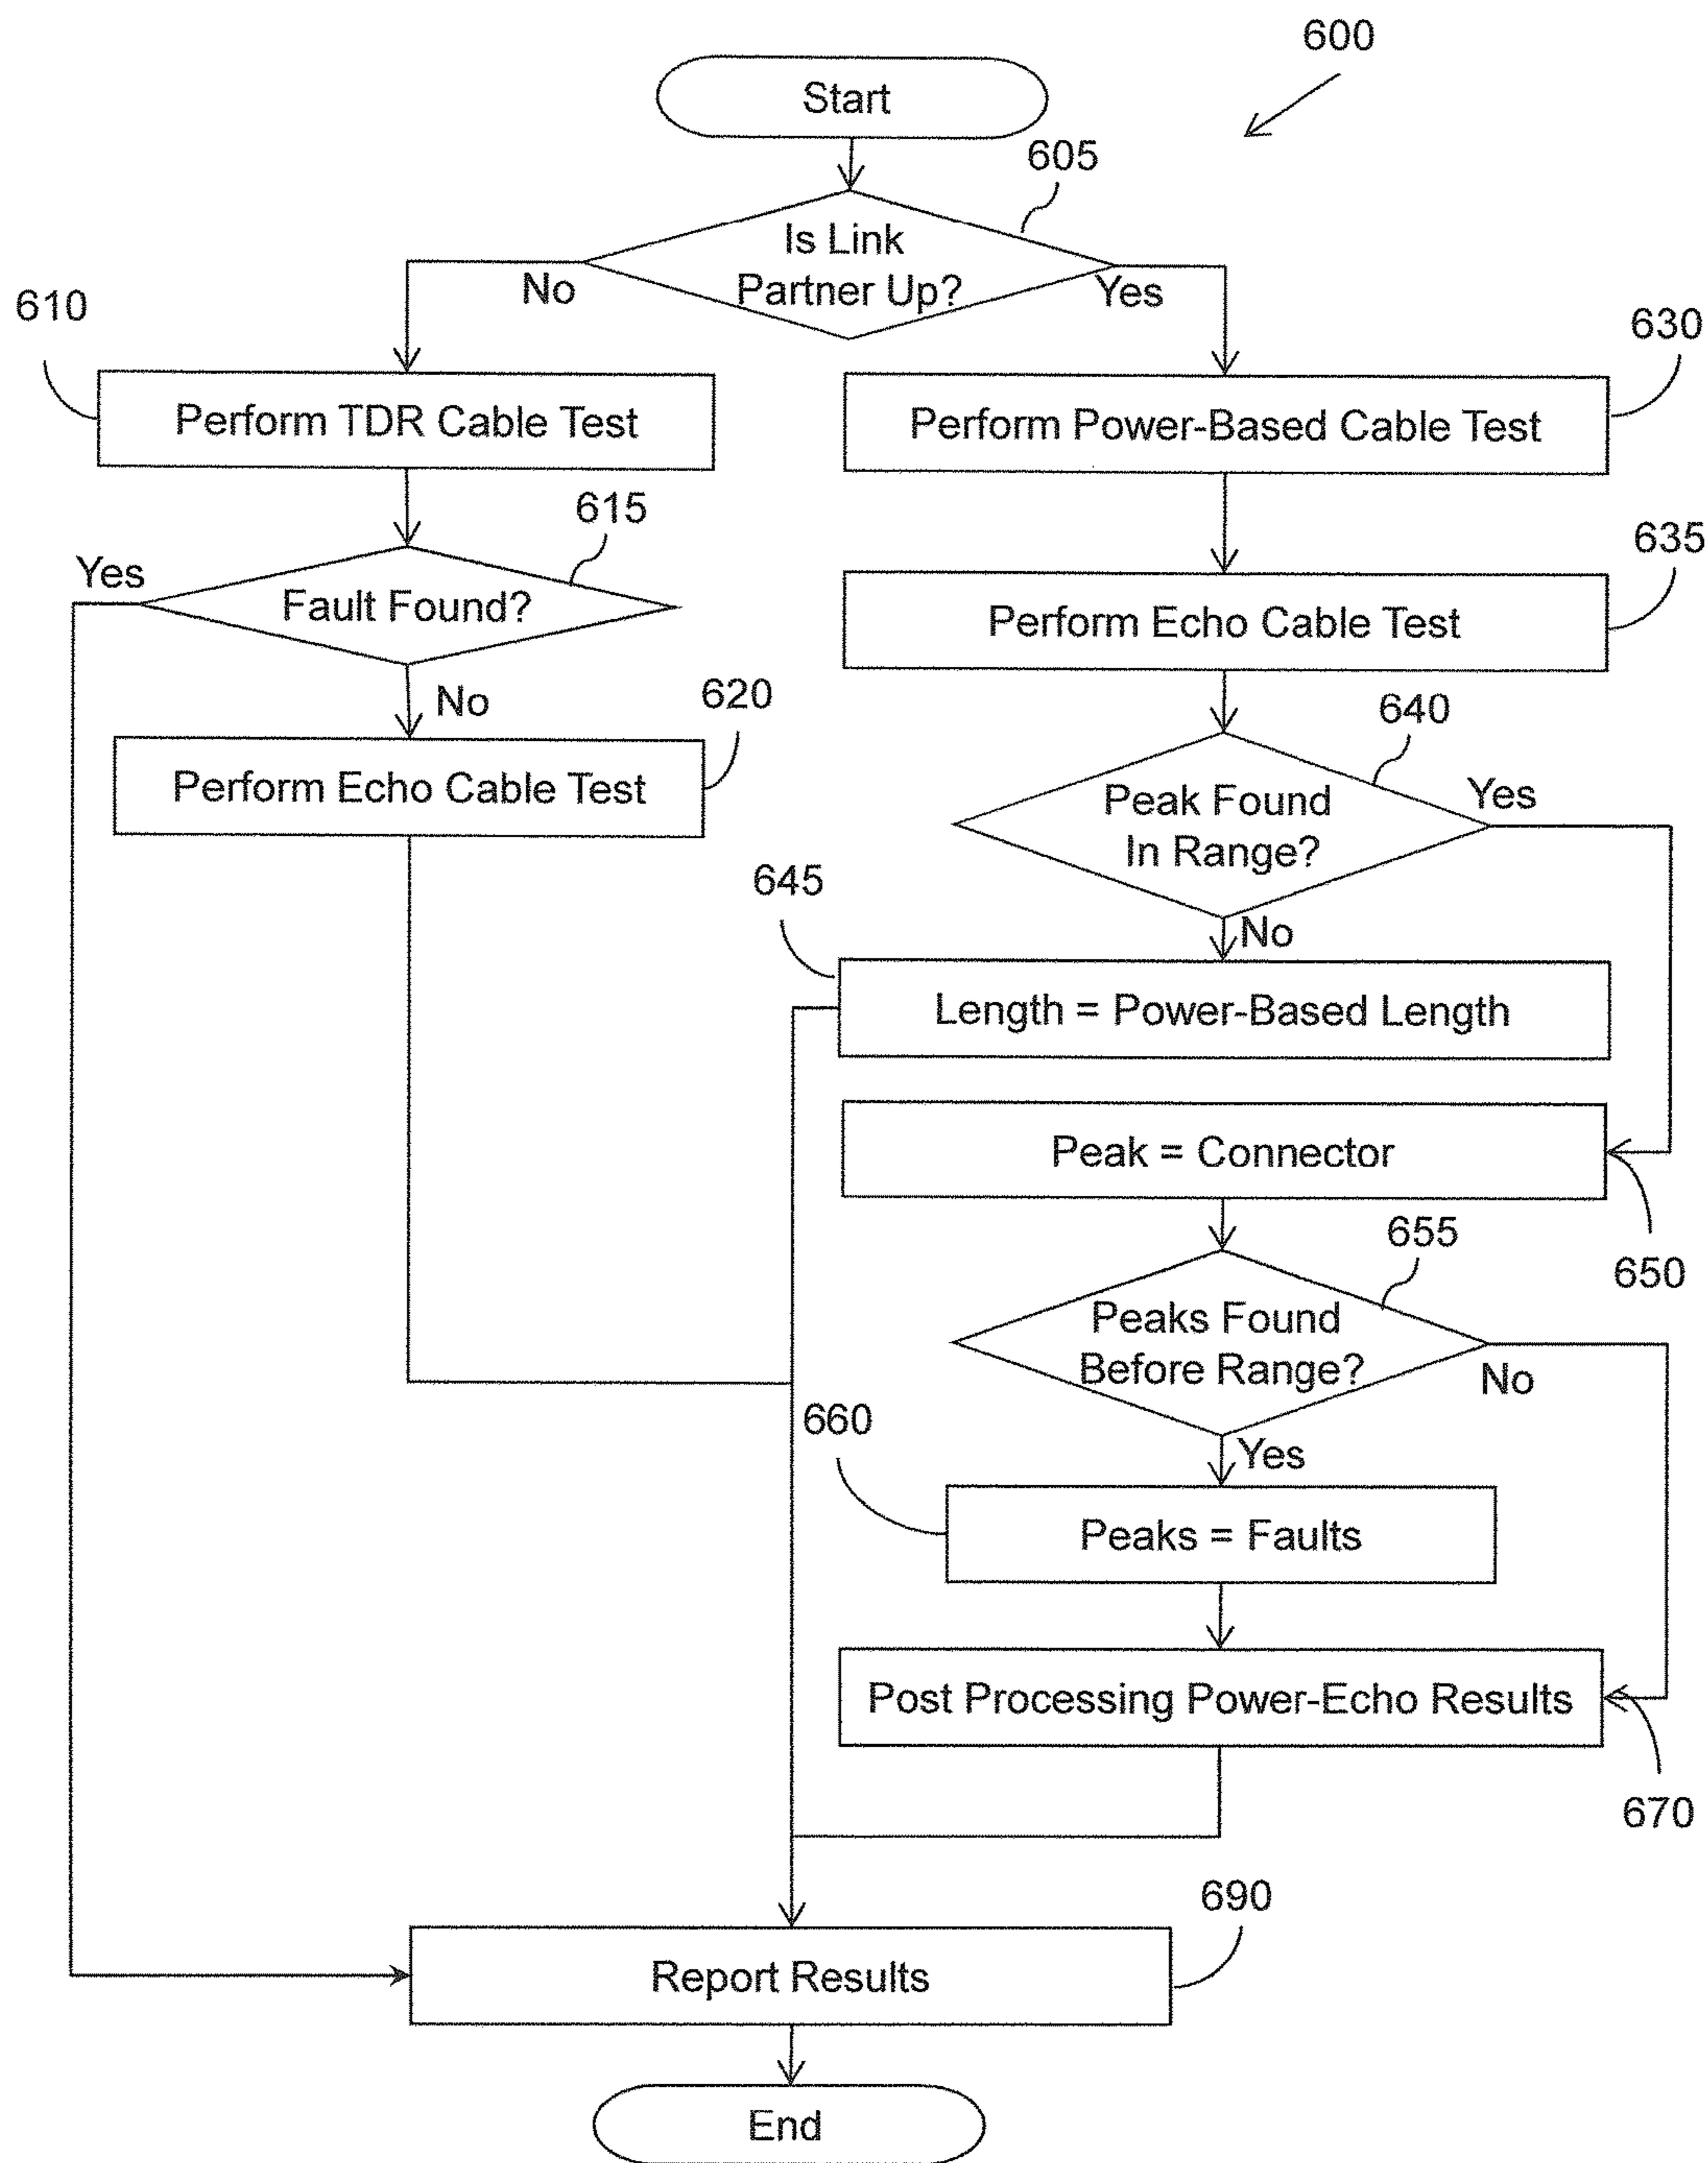 600
Start
605
Is Link
Partner Up?
No
Yes
610
630
Perform TDR Cable Test
Perform Power-Based Cable Test
615
635
Yes
Fault Found?
Perform Echo Cable Test
No
620
640
Perform Echo Cable Test
Peak Found
In Range?
Yes
645
No
Length = Power-Based Length
Peak = Connector
650
655
Peaks Found
Before Range?
No
660
Yes
Peaks = Faults
Post Processing Power-Echo Results
670
690
Report Results
End